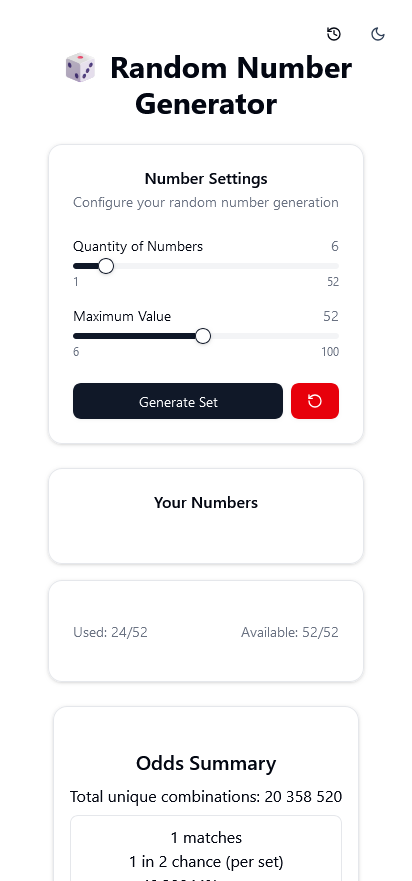 Random Number
Generator
Number Settings
Configure your random number generation
Quantity of Numbers 6
1 52
Maximum Value 52
6 100
Generate Set
Your Numbers
Used: 24/52 Available: 52/52
Odds Summary
Total unique combinations: 20 358 520
1 matches
1 in 2 chance (per set)